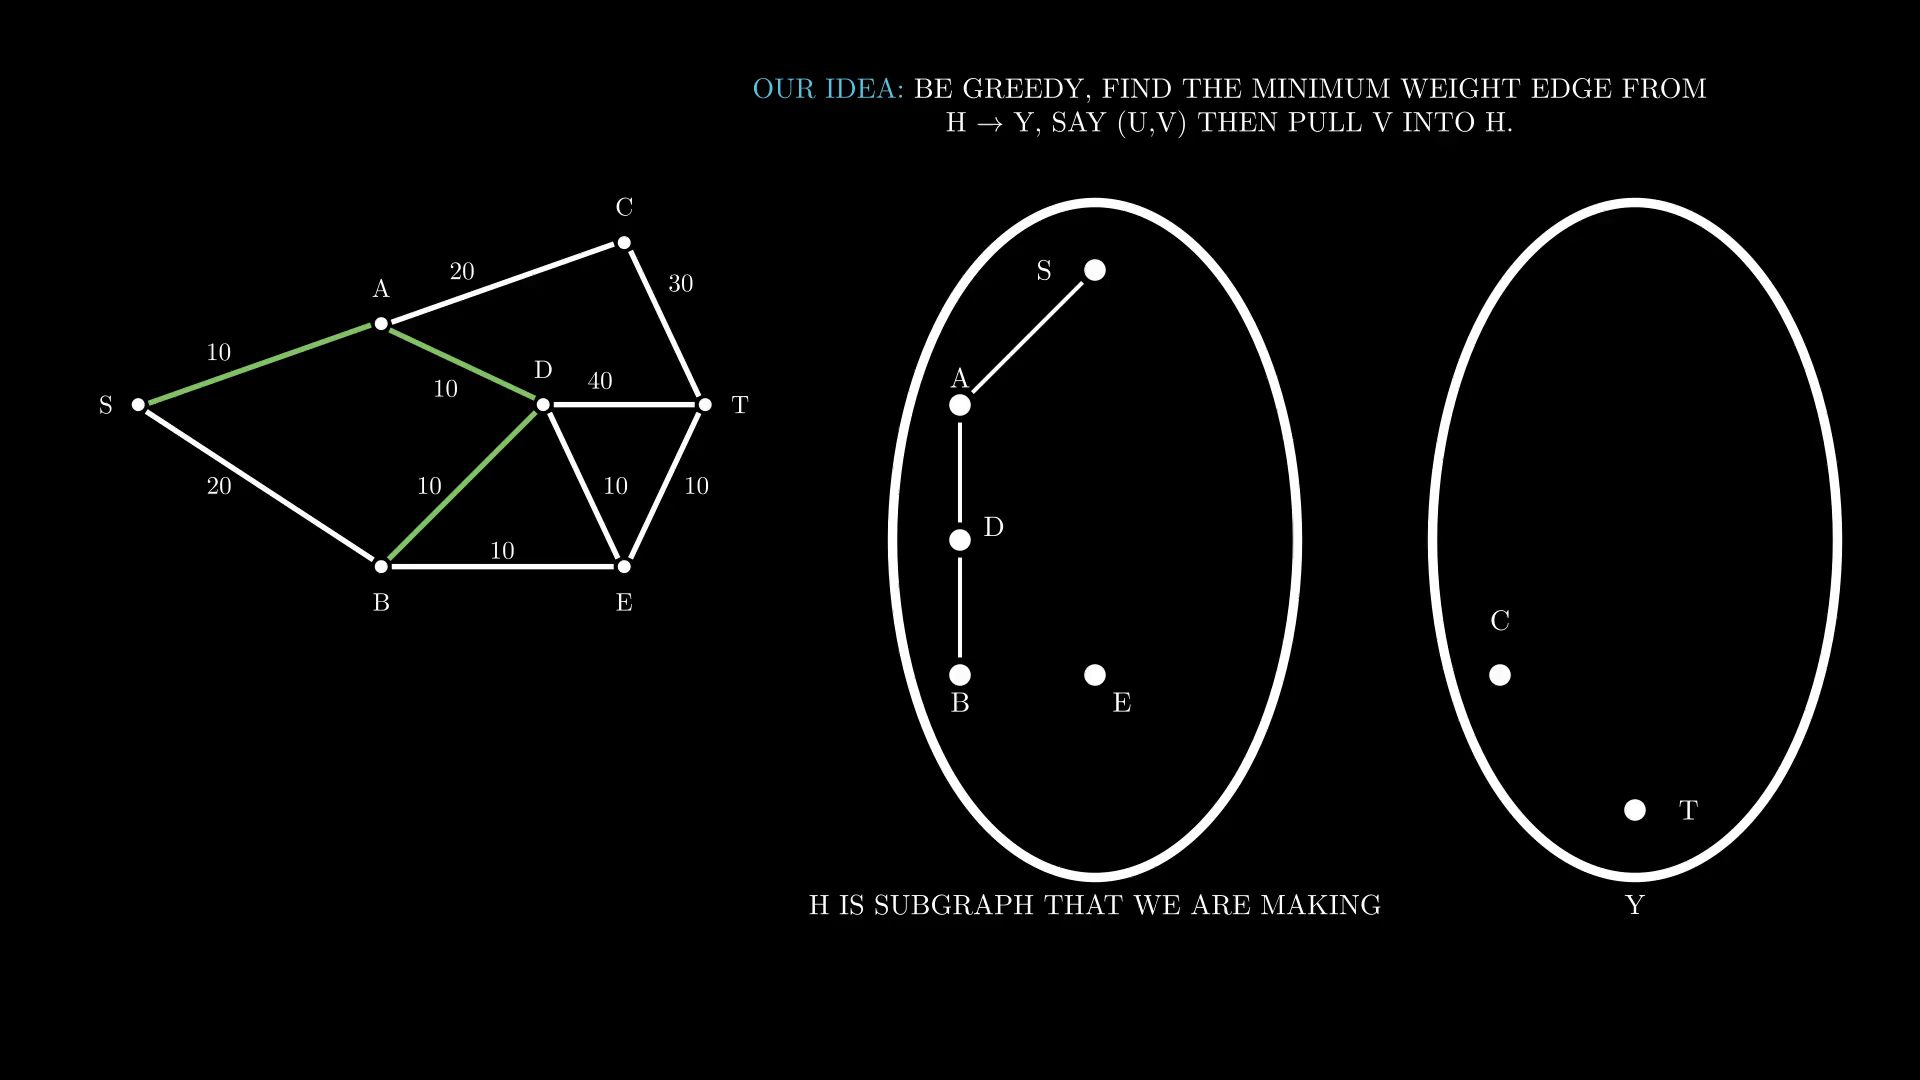 OUR IDEA: BE GREEDY, FIND THE MINIMUM WEIGHT EDGE FROM
H → Y, SAY (U,V) THEN PULL V INTO H.
C
20
30
A
10
D
10
40
S
T
20
10
10
10
10
B
E
S
A
D
B
E
C
T
H IS SUBGRAPH THAT WE ARE MAKING
Y